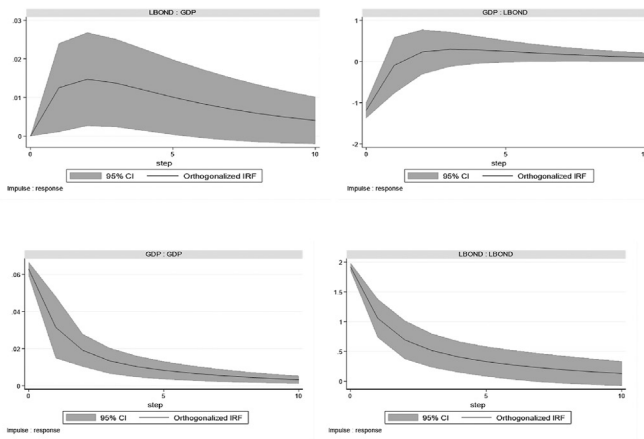 LBOND : GDP
.03
.02
.01
0
0 5 10
step
95% CI Orthogonalized IRF
Impulse : response
GDP : LBOND
1
0
-1
-2
0 5 1
step
95% CI Orthogonalized IRF
Impulse : response
GDP : GDP
.06
.04
.02
0
0 5 10
step
95% CI Orthogonalized IRF
Impulse : response
LBOND : LBOND
2
1.5
1
.5
0
0 5 10
step
95% CI Orthogonalized IRF
Impulse : response